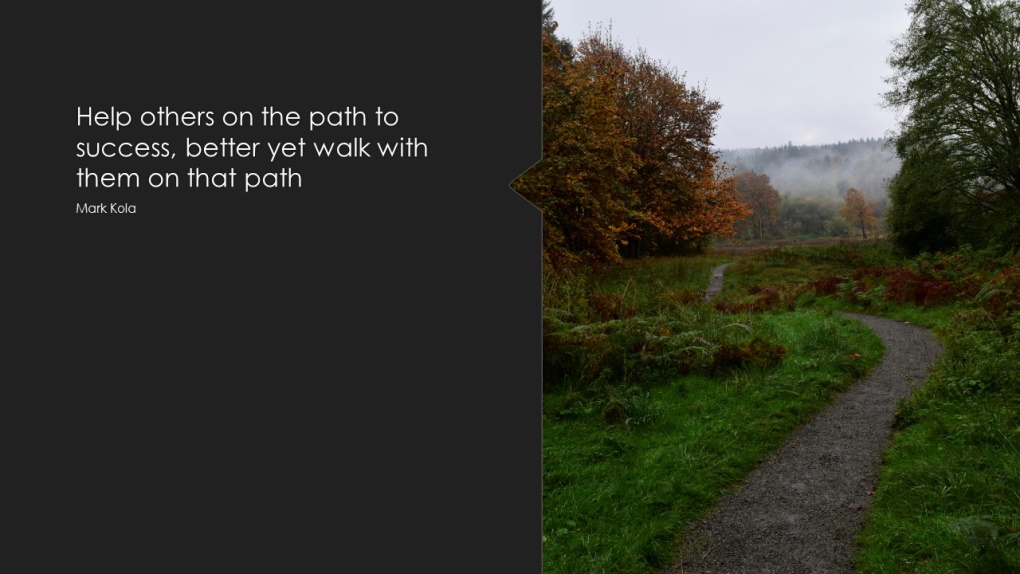 Help others on the path to
success, better yet walk with
them on that path
Mark Kola